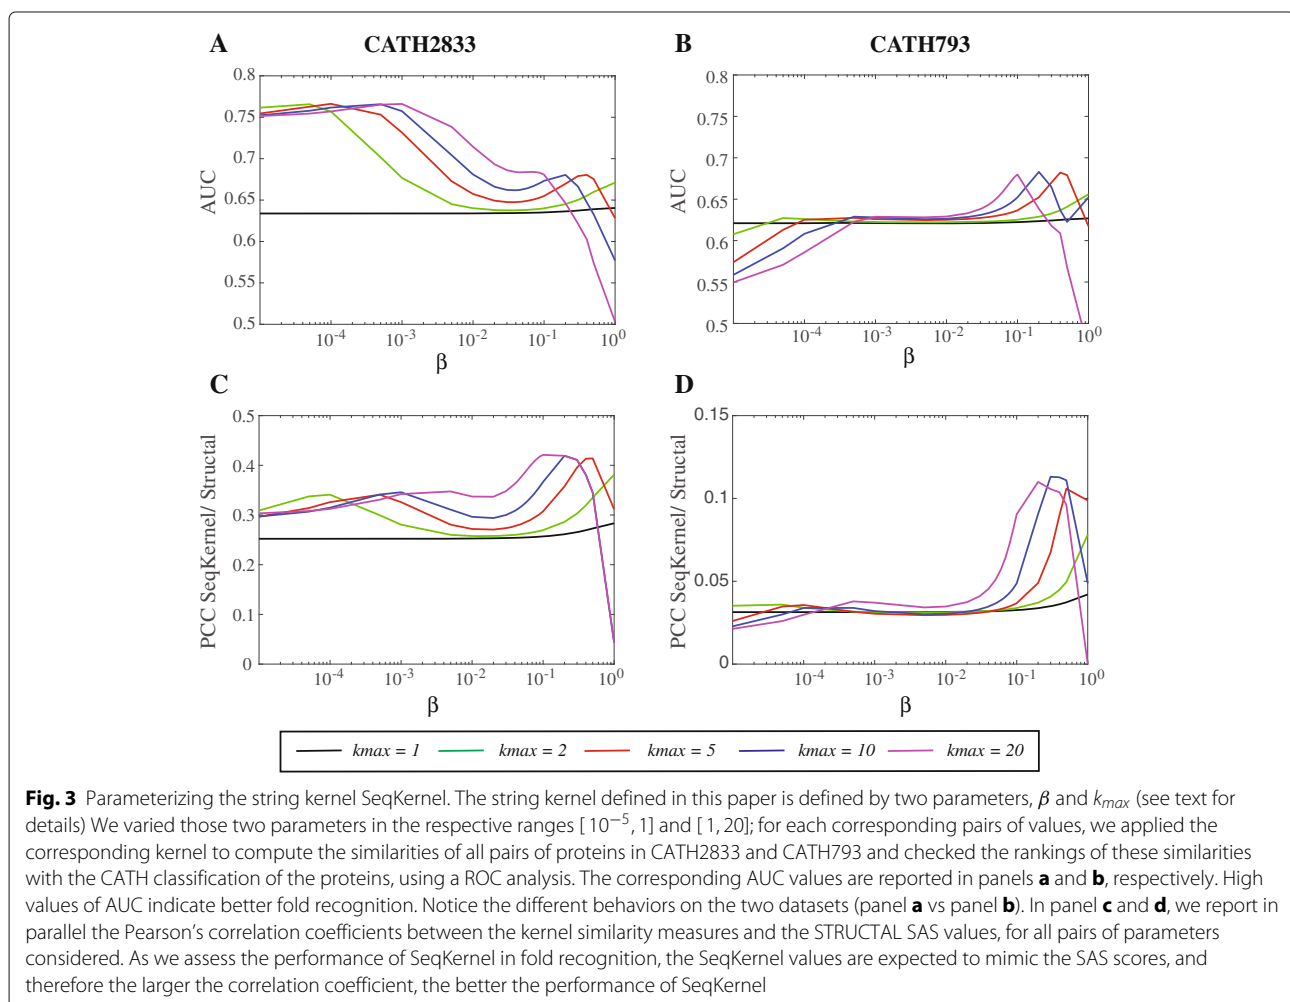 A CATH2833
B CATH793
0.8
0.75
0.7
0.65
0.6
0.55
0.5
AUC
10⁻⁴ 10⁻³ 10⁻² 10⁻¹ 10⁰
β
0.8
0.75
0.7
0.65
0.6
0.55
0.5
AUC
10⁻⁴ 10⁻³ 10⁻² 10⁻¹ 10⁰
β
C
D
0.5
0.4
0.3
0.2
0.1
0
PCC SeqKernel/ Structal
10⁻⁴ 10⁻³ 10⁻² 10⁻¹ 10⁰
β
0.15
0.1
0.05
0
PCC SeqKernel/ Structal
10⁻⁴ 10⁻³ 10⁻² 10⁻¹ 10⁰
β
kmax = 1 kmax = 2 kmax = 5 kmax = 10 kmax = 20
Fig. 3 Parameterizing the string kernel SeqKernel. The string kernel defined in this paper is defined by two parameters, β and kmax (see text for
details) We varied those two parameters in the respective ranges [ 10⁻⁵, 1] and [ 1, 20]; for each corresponding pairs of values, we applied the
corresponding kernel to compute the similarities of all pairs of proteins in CATH2833 and CATH793 and checked the rankings of these similarities
with the CATH classification of the proteins, using a ROC analysis. The corresponding AUC values are reported in panels a and b, respectively. High
values of AUC indicate better fold recognition. Notice the different behaviors on the two datasets (panel a vs panel b). In panel c and d, we report in
parallel the Pearson's correlation coefficients between the kernel similarity measures and the STRUCTAL SAS values, for all pairs of parameters
considered. As we assess the performance of SeqKernel in fold recognition, the SeqKernel values are expected to mimic the SAS scores, and
therefore the larger the correlation coefficient, the better the performance of SeqKernel